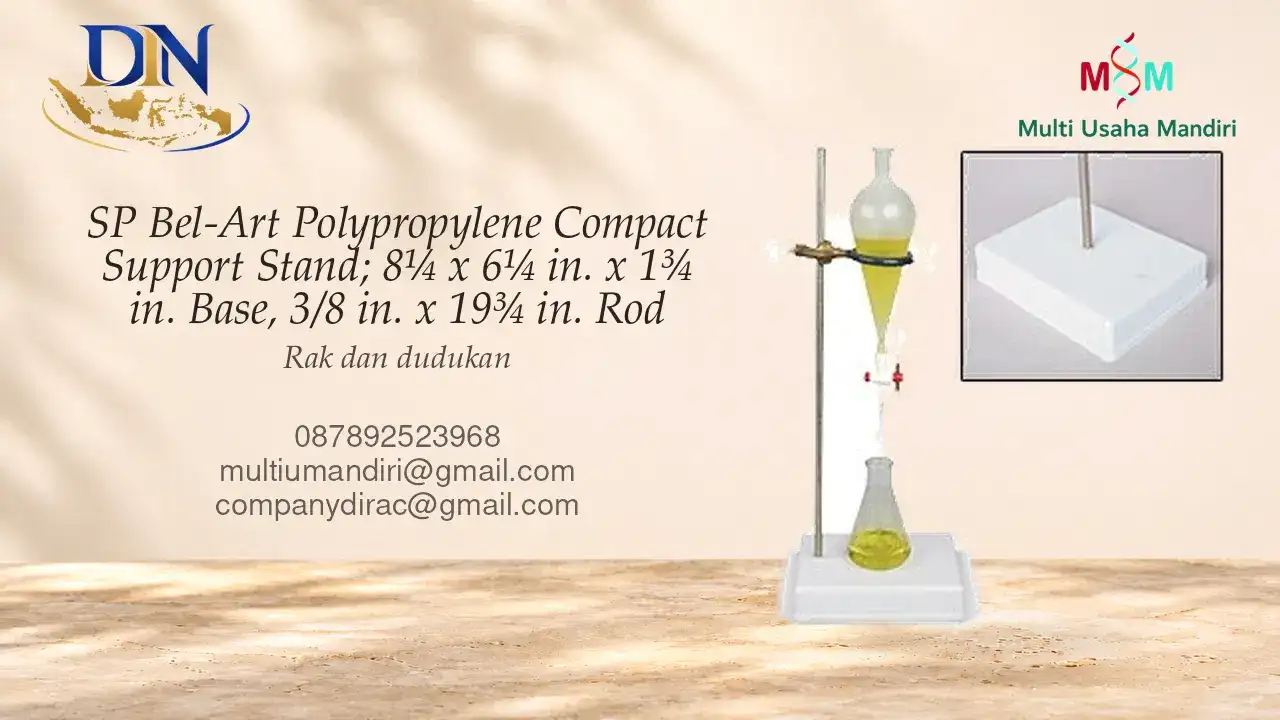 DIN
MSM
Multi Usaha Mandiri
SP Bel-Art Polypropylene Compact
Support Stand; 8¼ x 6¼ in. x 1¾
in. Base, 3/8 in. x 19¾ in. Rod
Rak dan dudukan
087892523968
multiumandiri@gmail.com
companydirac@gmail.com